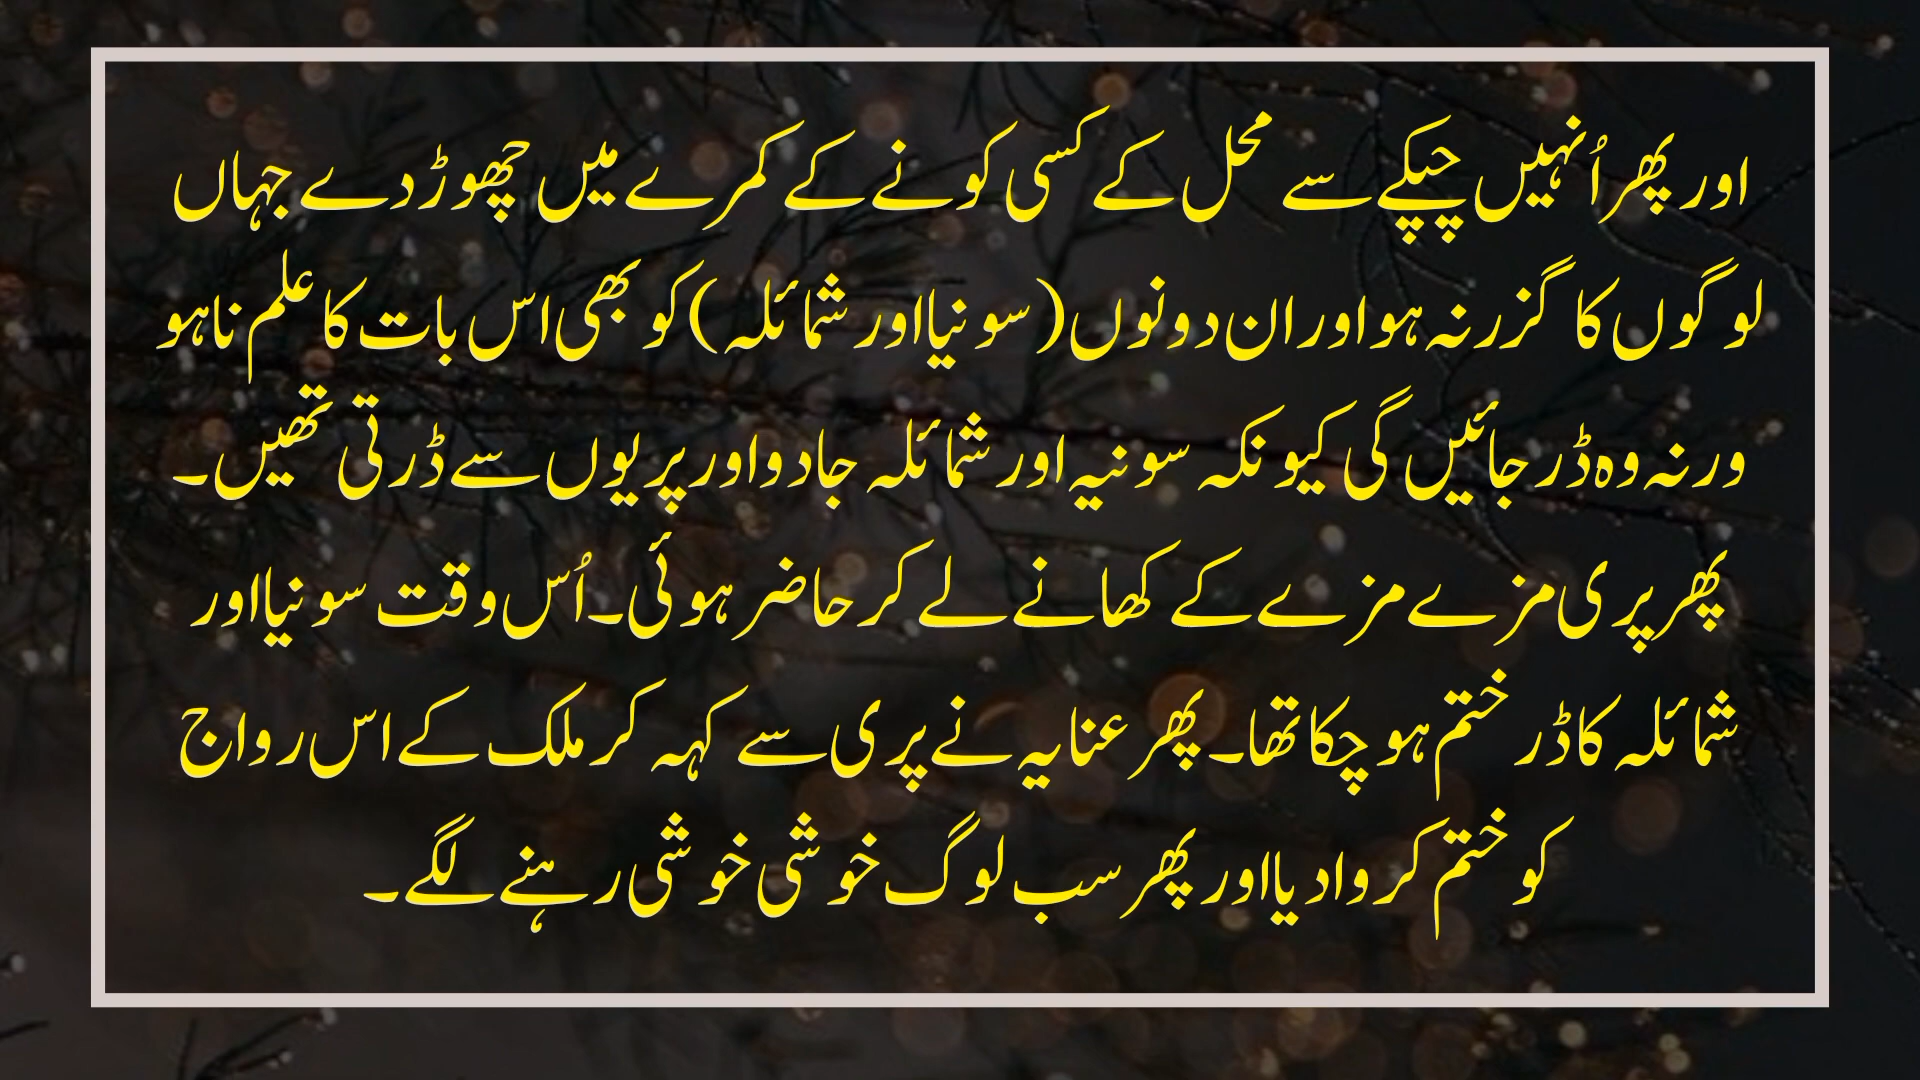 اور پھر اُنہیں چپکے سے محل کے کسی کونے کے کمرے میں چھوڑ دے جہاں
لوگوں کا گزر نہ ہو اور ان دونوں (سونیا اور شمائلہ) کو بھی اس بات کا علم نا ہو
ورنہ وہ ڈر جائیں گی کیونکہ سونیہ اور شمائلہ جادو اور پریوں سے ڈرتی تھیں۔
پھر پری مزے مزے کے کھانے لے کر حاضر ہوئی۔ اُس وقت سونیا اور
شمائلہ کا ڈر ختم ہو چکا تھا۔ پھر عنایہ نے پری سے کہہ کر ملک کے اس رواج
کو ختم کروا دیا اور پھر سب لوگ خوشی خوشی رہنے لگے۔